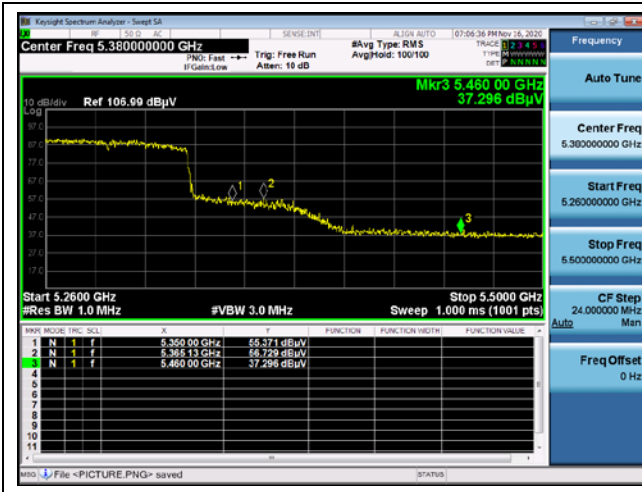 Keysight Spectrum Analyzer - Swept SA
RF 50 Ω AC SENSE:INT ALIGN AUTO 07:06:36 PM Nov 16, 2020
Center Freq 5.380000000 GHz
PNO: Fast
IFGain:Low
Trig: Free Run
Atten: 10 dB
#Avg Type: RMS
Avg|Hold: 100/100
TRACE 1 2 3 4 5 6
TYPE M W W W W W
DET P N N N N N
Mkr3 5.460 00 GHz
37.296 dBµV
10 dB/div Ref 106.99 dBµV
Log
97.0
87.0
77.0
67.0
57.0
47.0
37.0
27.0
17.0
1
2
3
Start 5.2600 GHz
Stop 5.5000 GHz
#Res BW 1.0 MHz
#VBW 3.0 MHz
Sweep 1.000 ms (1001 pts)
MKR MODE TRC SCL X Y FUNCTION FUNCTION WIDTH FUNCTION VALUE
1 N 1 f 5.350 00 GHz 55.371 dBµV
2 N 1 f 5.365 13 GHz 56.729 dBµV
3 N 1 f 5.460 00 GHz 37.296 dBµV
4
5
6
7
8
9
10
11
MSG File <PICTURE.PNG> saved
STATUS
Frequency
Auto Tune
Center Freq
5.380000000 GHz
Start Freq
5.260000000 GHz
Stop Freq
5.500000000 GHz
CF Step
24.000000 MHz
Auto Man
Freq Offset
0 Hz